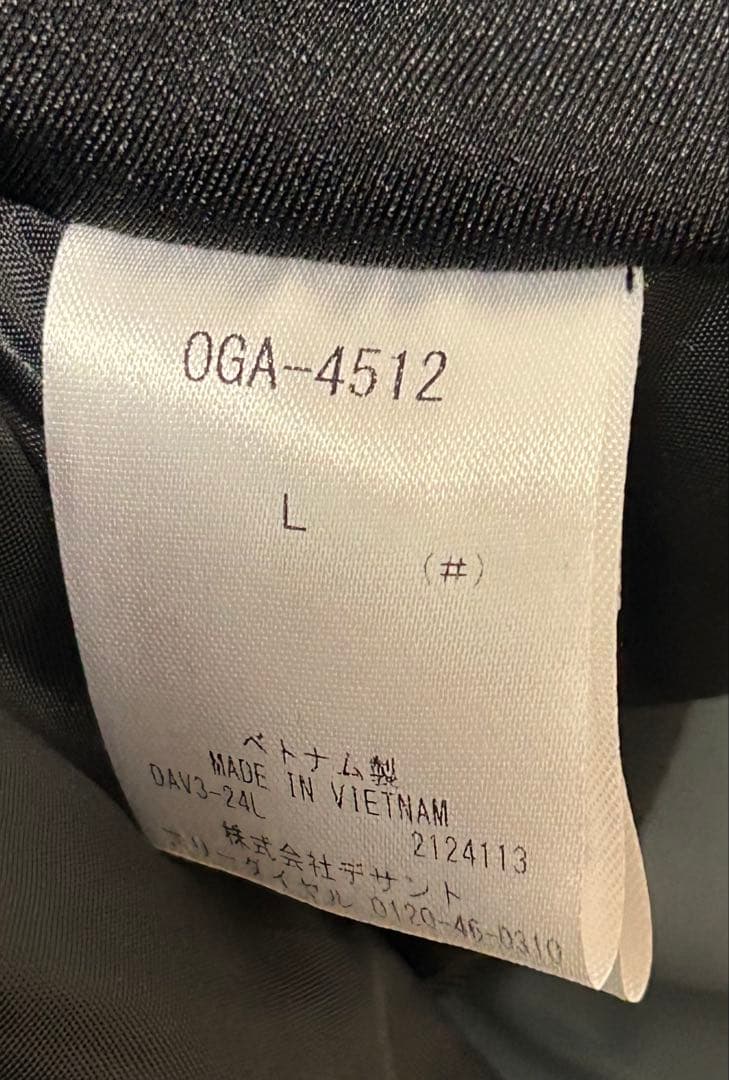 OGA-4512
L
(#)
ベトナム製
MADE IN VIETNAM
OAV3-24L
2124113
株式会社デサント
フリーダイヤル 0120-46-0310